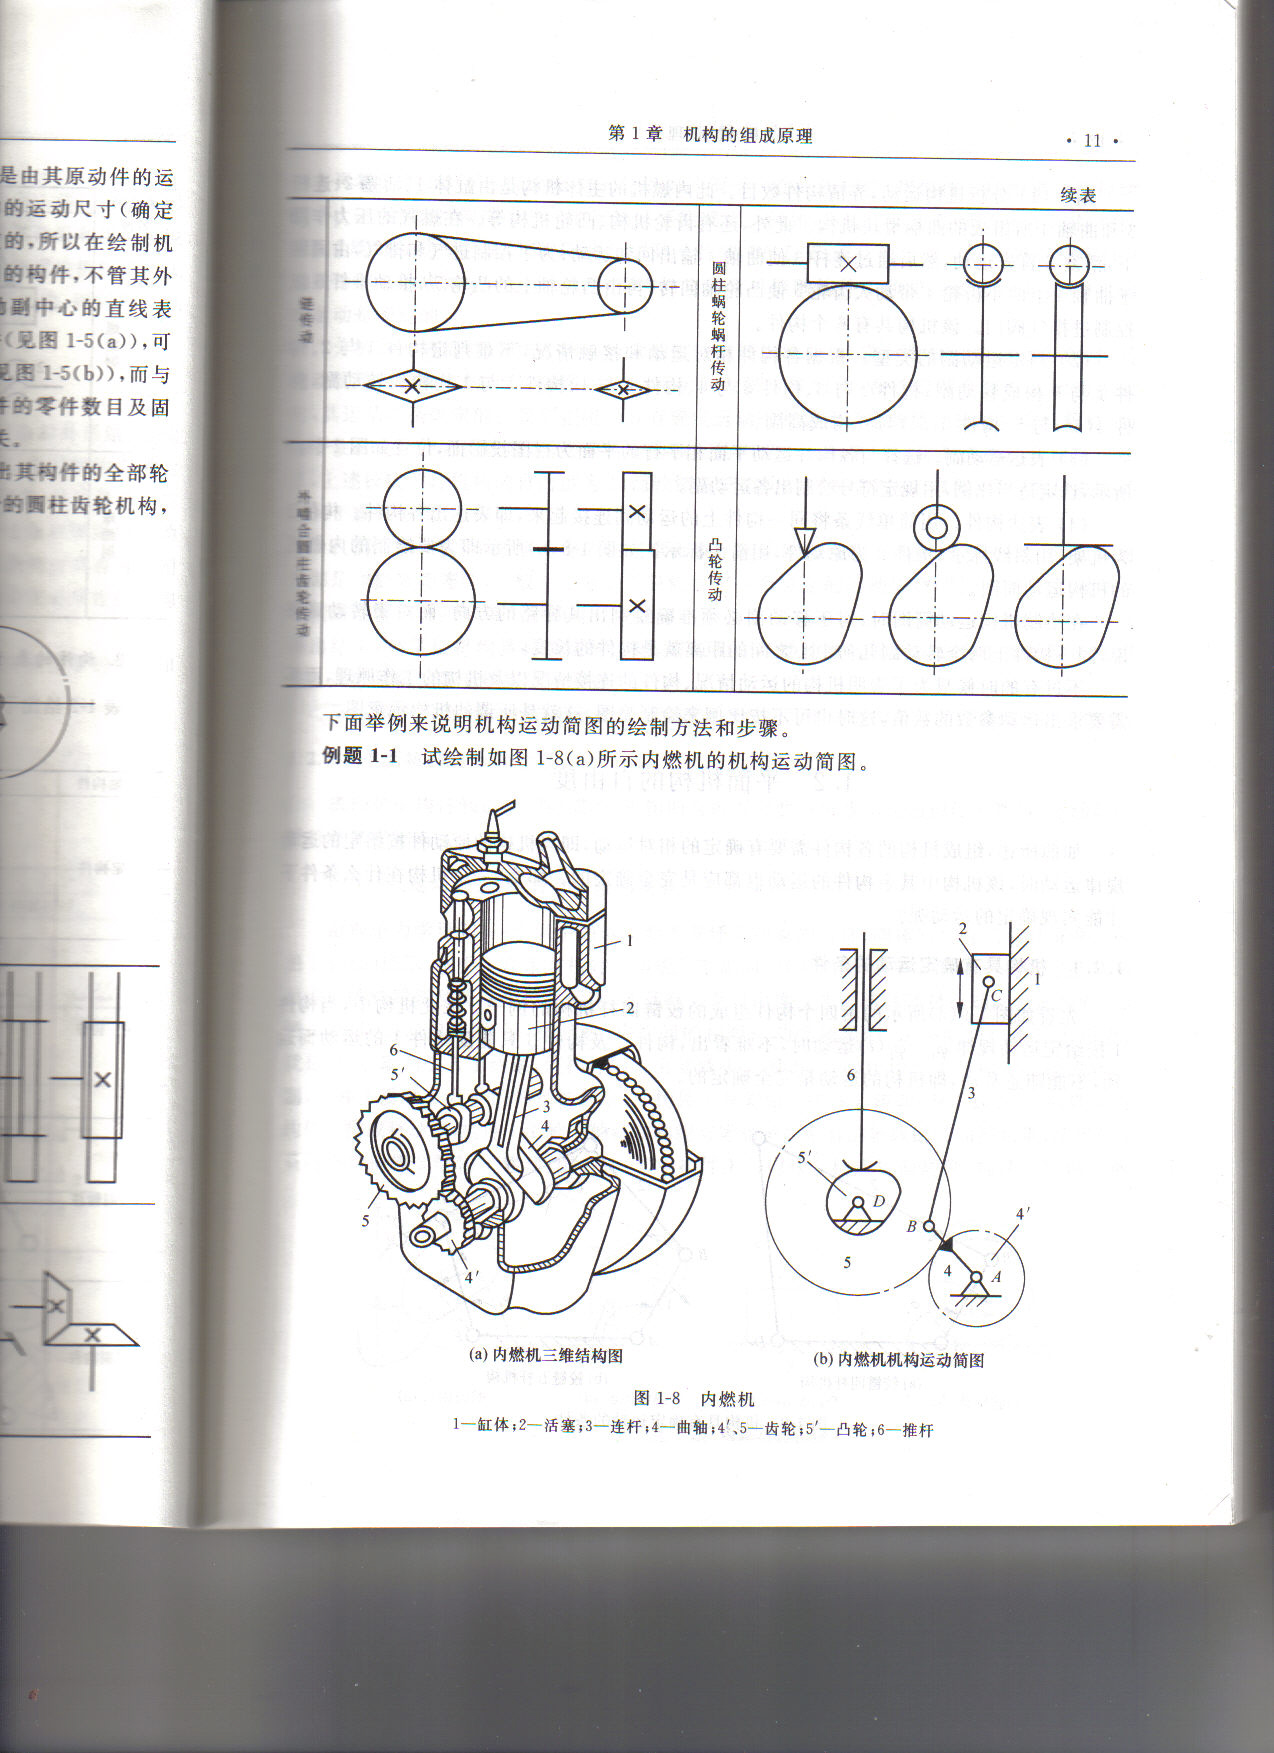 是由其原动件的运
的运动尺寸(确定
的,所以在绘制机
的构件,不管其外
动副中心的直线表
(见图1-5(a)),可
见图1-5(b)),而与
件的零件数目及固
关。
出其构件的全部轮
的圆柱齿轮机构,
第1章 机构的组成原理
· 11 ·
续表
链传动
圆柱蜗轮蜗杆传动
外啮合圆柱齿轮传动
凸轮传动
下面举例来说明机构运动简图的绘制方法和步骤。
例题 1-1 试绘制如图 1-8(a)所示内燃机的机构运动简图。
1
2
6
5′
3
4
5
4′
2
1
C
6
3
5′
D
B
4′
5
4
A
(a) 内燃机三维结构图
(b) 内燃机机构运动简图
图 1-8 内燃机
1—缸体;2—活塞;3—连杆;4—曲轴;4′、5—齿轮;5′—凸轮;6—推杆